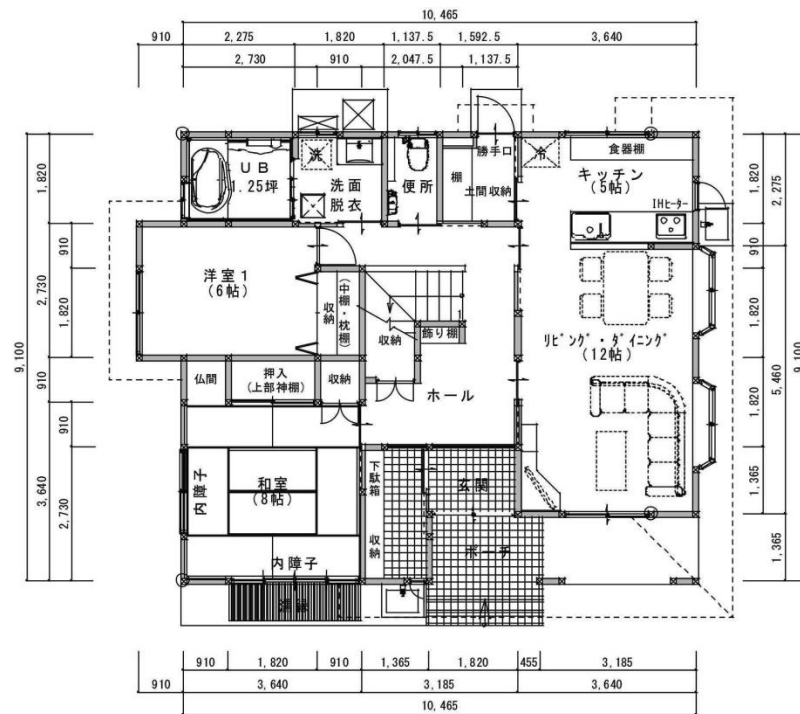 10,465
910
2,275
1,820
1,137.5
1,592.5
3,640
2,730
910
2,047.5
1,137.5
UB
1.25坪
洗
洗面
脱衣
便所
棚
勝手口
土間収納
冷
食器棚
キッチン
(5帖)
IHヒーター
洋室1
(6帖)
収納
(中棚・枕棚)
収納
飾り棚
リビング・ダイニング
(12帖)
仏間
押入
(上部神棚)
収納
ホール
内障子
和室
(8帖)
内障子
下駄箱
収納
玄関
ポーチ
9,100
1,820
910
2,730
1,820
910
910
3,640
2,730
1,820
2,275
910
1,820
5,460
1,820
1,365
1,365
9,100
910
1,820
910
1,365
1,820
455
3,185
910
3,640
3,185
3,640
10,465